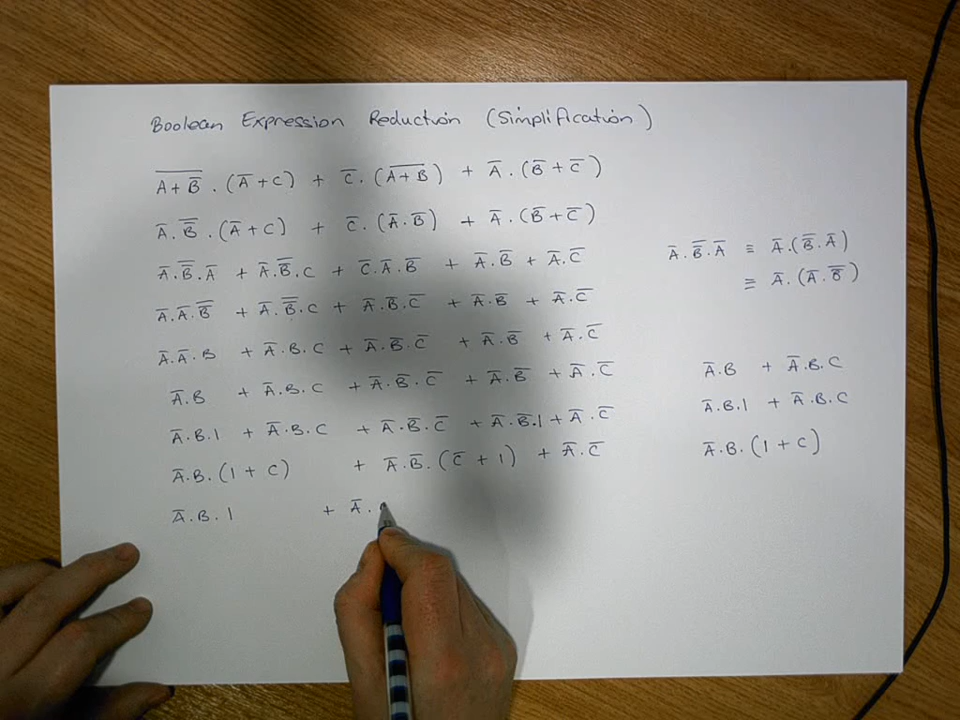 Boolean Expression Reduction (Simplification)
A̅ ̅+̅ ̅B̅̅ . (A̅ + C) + C̅ . (A̅ ̅+̅ ̅B̅) + A̅ . (B̅ + C̅)
A̅ . B̅̅ . (A̅ + C) + C̅ . (A̅ . B̅) + A̅ . (B̅ + C̅)
A̅ . B̅̅ . A̅ + A̅ . B̅̅ . C + C̅ . A̅ . B̅ + A̅ . B̅ + A̅ . C̅
A̅ . A̅ . B̅̅ + A̅ . B̅̅ . C + A̅ . B̅ . C̅ + A̅ . B̅ + A̅ . C̅
A̅ . A̅ . B + A̅ . B . C + A̅ . B̅ . C̅ + A̅ . B̅ + A̅ . C̅
A̅ . B + A̅ . B . C + A̅ . B̅ . C̅ + A̅ . B̅ + A̅ . C̅
A̅ . B . 1 + A̅ . B . C + A̅ . B̅ . C̅ + A̅ . B̅ . 1 + A̅ . C̅
A̅ . B . (1 + C) + A̅ . B̅ . (C̅ + 1) + A̅ . C̅
A̅ . B . 1 + A̅ .
A̅ . B̅̅ . A̅ ≡ A̅ . (B̅̅ . A̅)
≡ A̅ . (A̅ . B̅̅)
A̅ . B + A̅ . B . C
A̅ . B . 1 + A̅ . B . C
A̅ . B . (1 + C)